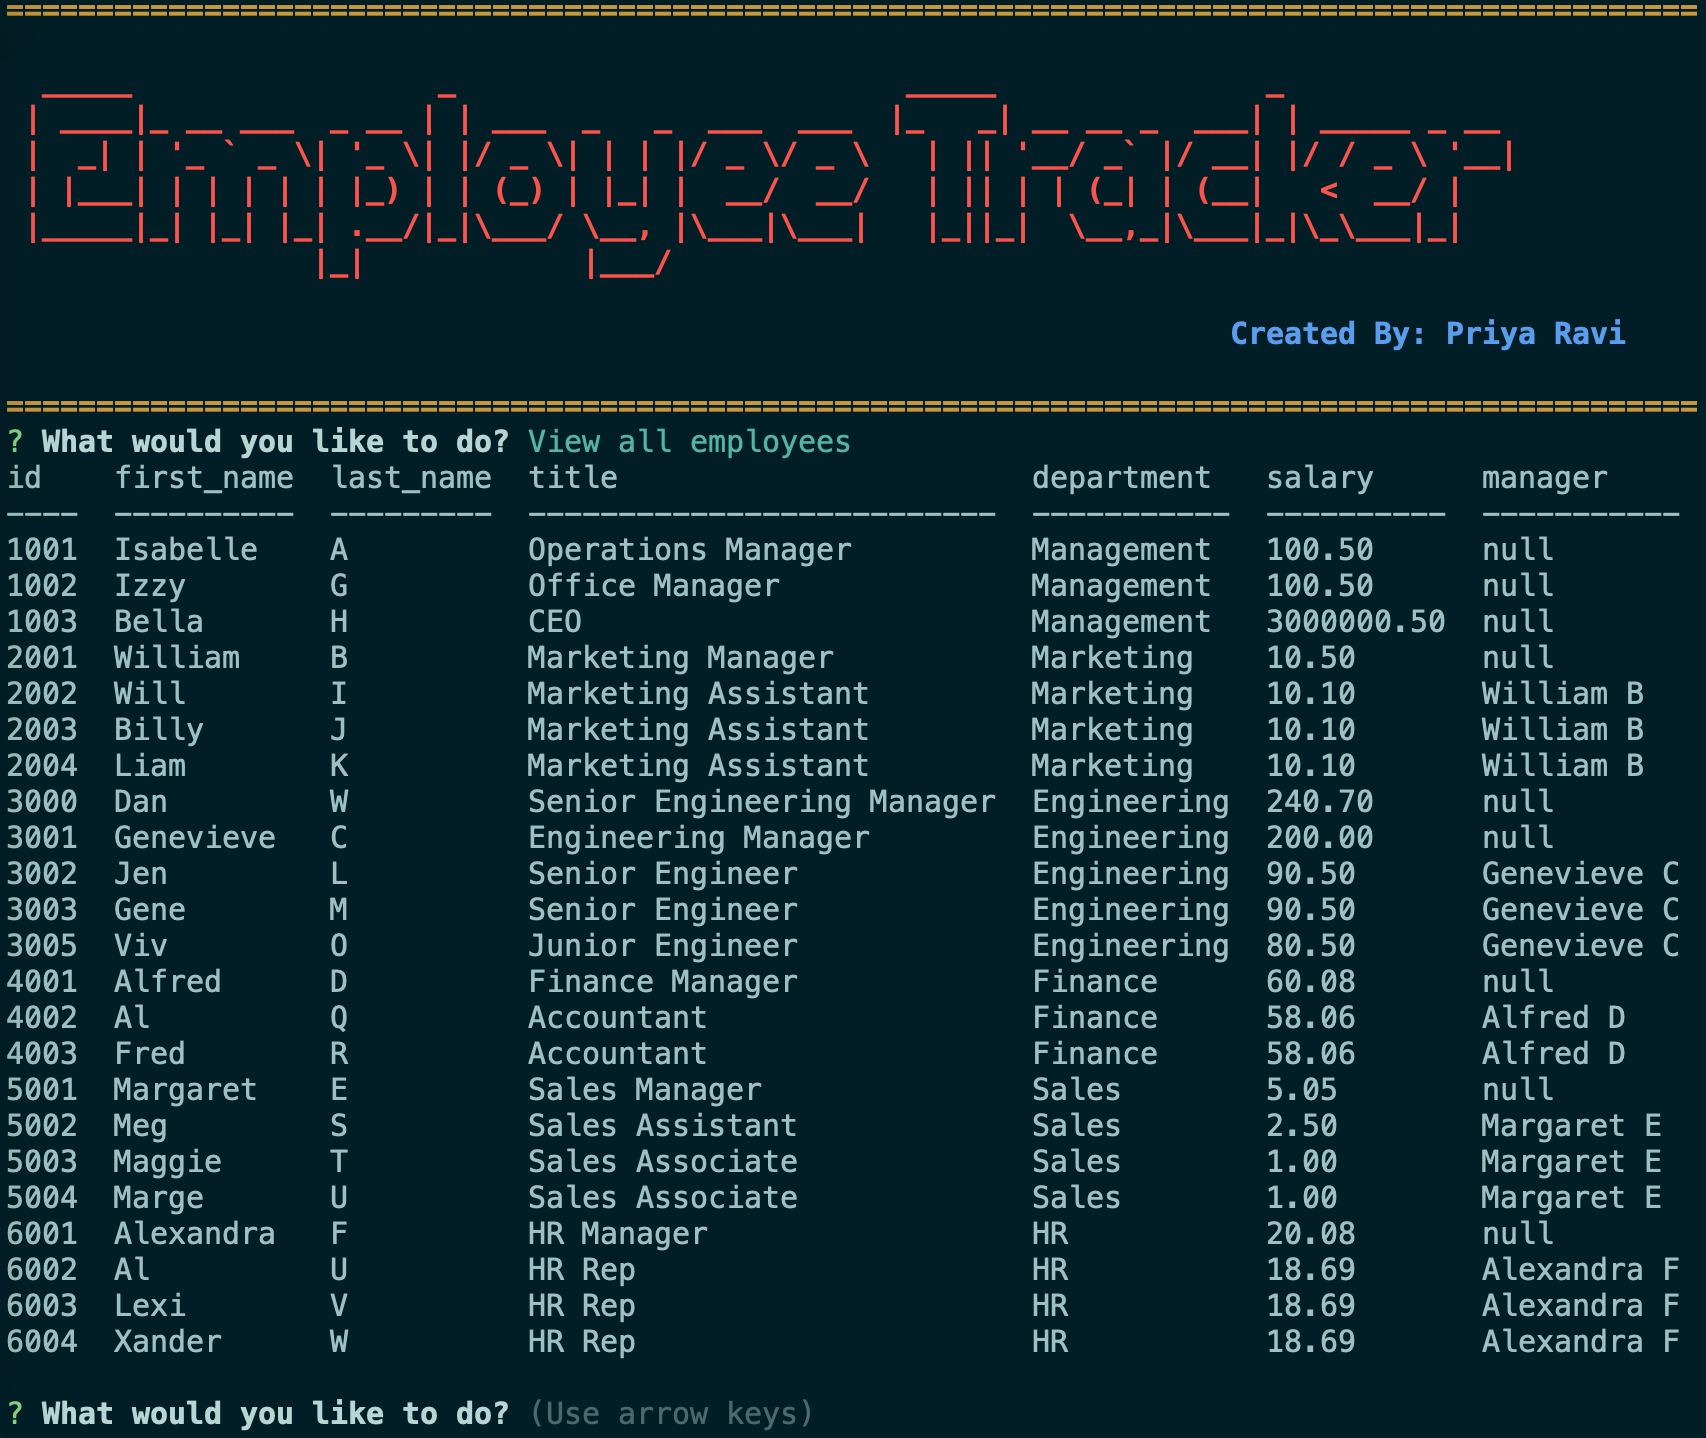 Employee Tracker
Created By: Priya Ravi
? What would you like to do? View all employees
id    first_name  last_name  title                       department   salary      manager
----  ----------  ---------  --------------------------  -----------  ----------  -----------
1001  Isabelle    A          Operations Manager          Management   100.50      null
1002  Izzy        G          Office Manager              Management   100.50      null
1003  Bella       H          CEO                         Management   3000000.50  null
2001  William     B          Marketing Manager           Marketing    10.50       null
2002  Will        I          Marketing Assistant         Marketing    10.10       William B
2003  Billy       J          Marketing Assistant         Marketing    10.10       William B
2004  Liam        K          Marketing Assistant         Marketing    10.10       William B
3000  Dan         W          Senior Engineering Manager  Engineering  240.70      null
3001  Genevieve   C          Engineering Manager         Engineering  200.00      null
3002  Jen         L          Senior Engineer             Engineering  90.50       Genevieve C
3003  Gene        M          Senior Engineer             Engineering  90.50       Genevieve C
3005  Viv         O          Junior Engineer             Engineering  80.50       Genevieve C
4001  Alfred      D          Finance Manager             Finance      60.08       null
4002  Al          Q          Accountant                  Finance      58.06       Alfred D
4003  Fred        R          Accountant                  Finance      58.06       Alfred D
5001  Margaret    E          Sales Manager               Sales        5.05        null
5002  Meg         S          Sales Assistant             Sales        2.50        Margaret E
5003  Maggie      T          Sales Associate             Sales        1.00        Margaret E
5004  Marge       U          Sales Associate             Sales        1.00        Margaret E
6001  Alexandra   F          HR Manager                  HR           20.08       null
6002  Al          U          HR Rep                      HR           18.69       Alexandra F
6003  Lexi        V          HR Rep                      HR           18.69       Alexandra F
6004  Xander      W          HR Rep                      HR           18.69       Alexandra F
? What would you like to do? (Use arrow keys)